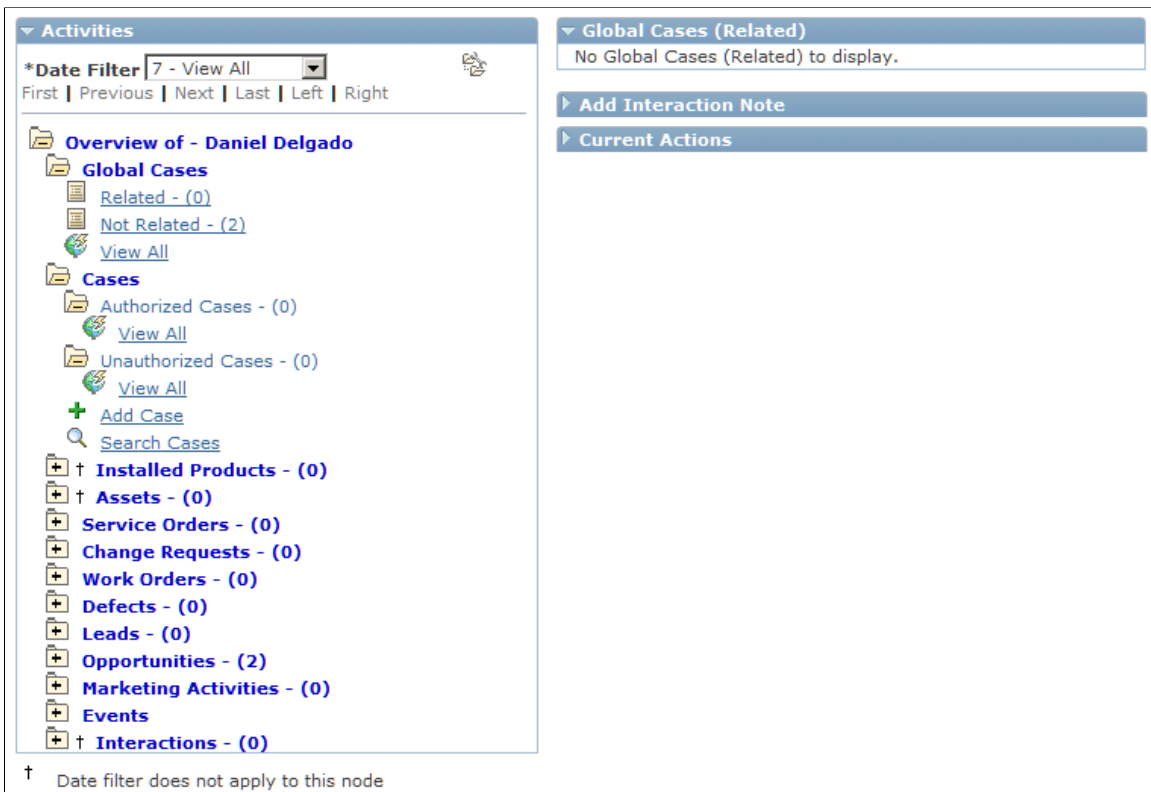 Activities
*Date Filter 7 - View All
First | Previous | Next | Last | Left | Right
Overview of - Daniel Delgado
Global Cases
Related - (0)
Not Related - (2)
View All
Cases
Authorized Cases - (0)
View All
Unauthorized Cases - (0)
View All
Add Case
Search Cases
† Installed Products - (0)
† Assets - (0)
Service Orders - (0)
Change Requests - (0)
Work Orders - (0)
Defects - (0)
Leads - (0)
Opportunities - (2)
Marketing Activities - (0)
Events
† Interactions - (0)
† Date filter does not apply to this node
Global Cases (Related)
No Global Cases (Related) to display.
Add Interaction Note
Current Actions